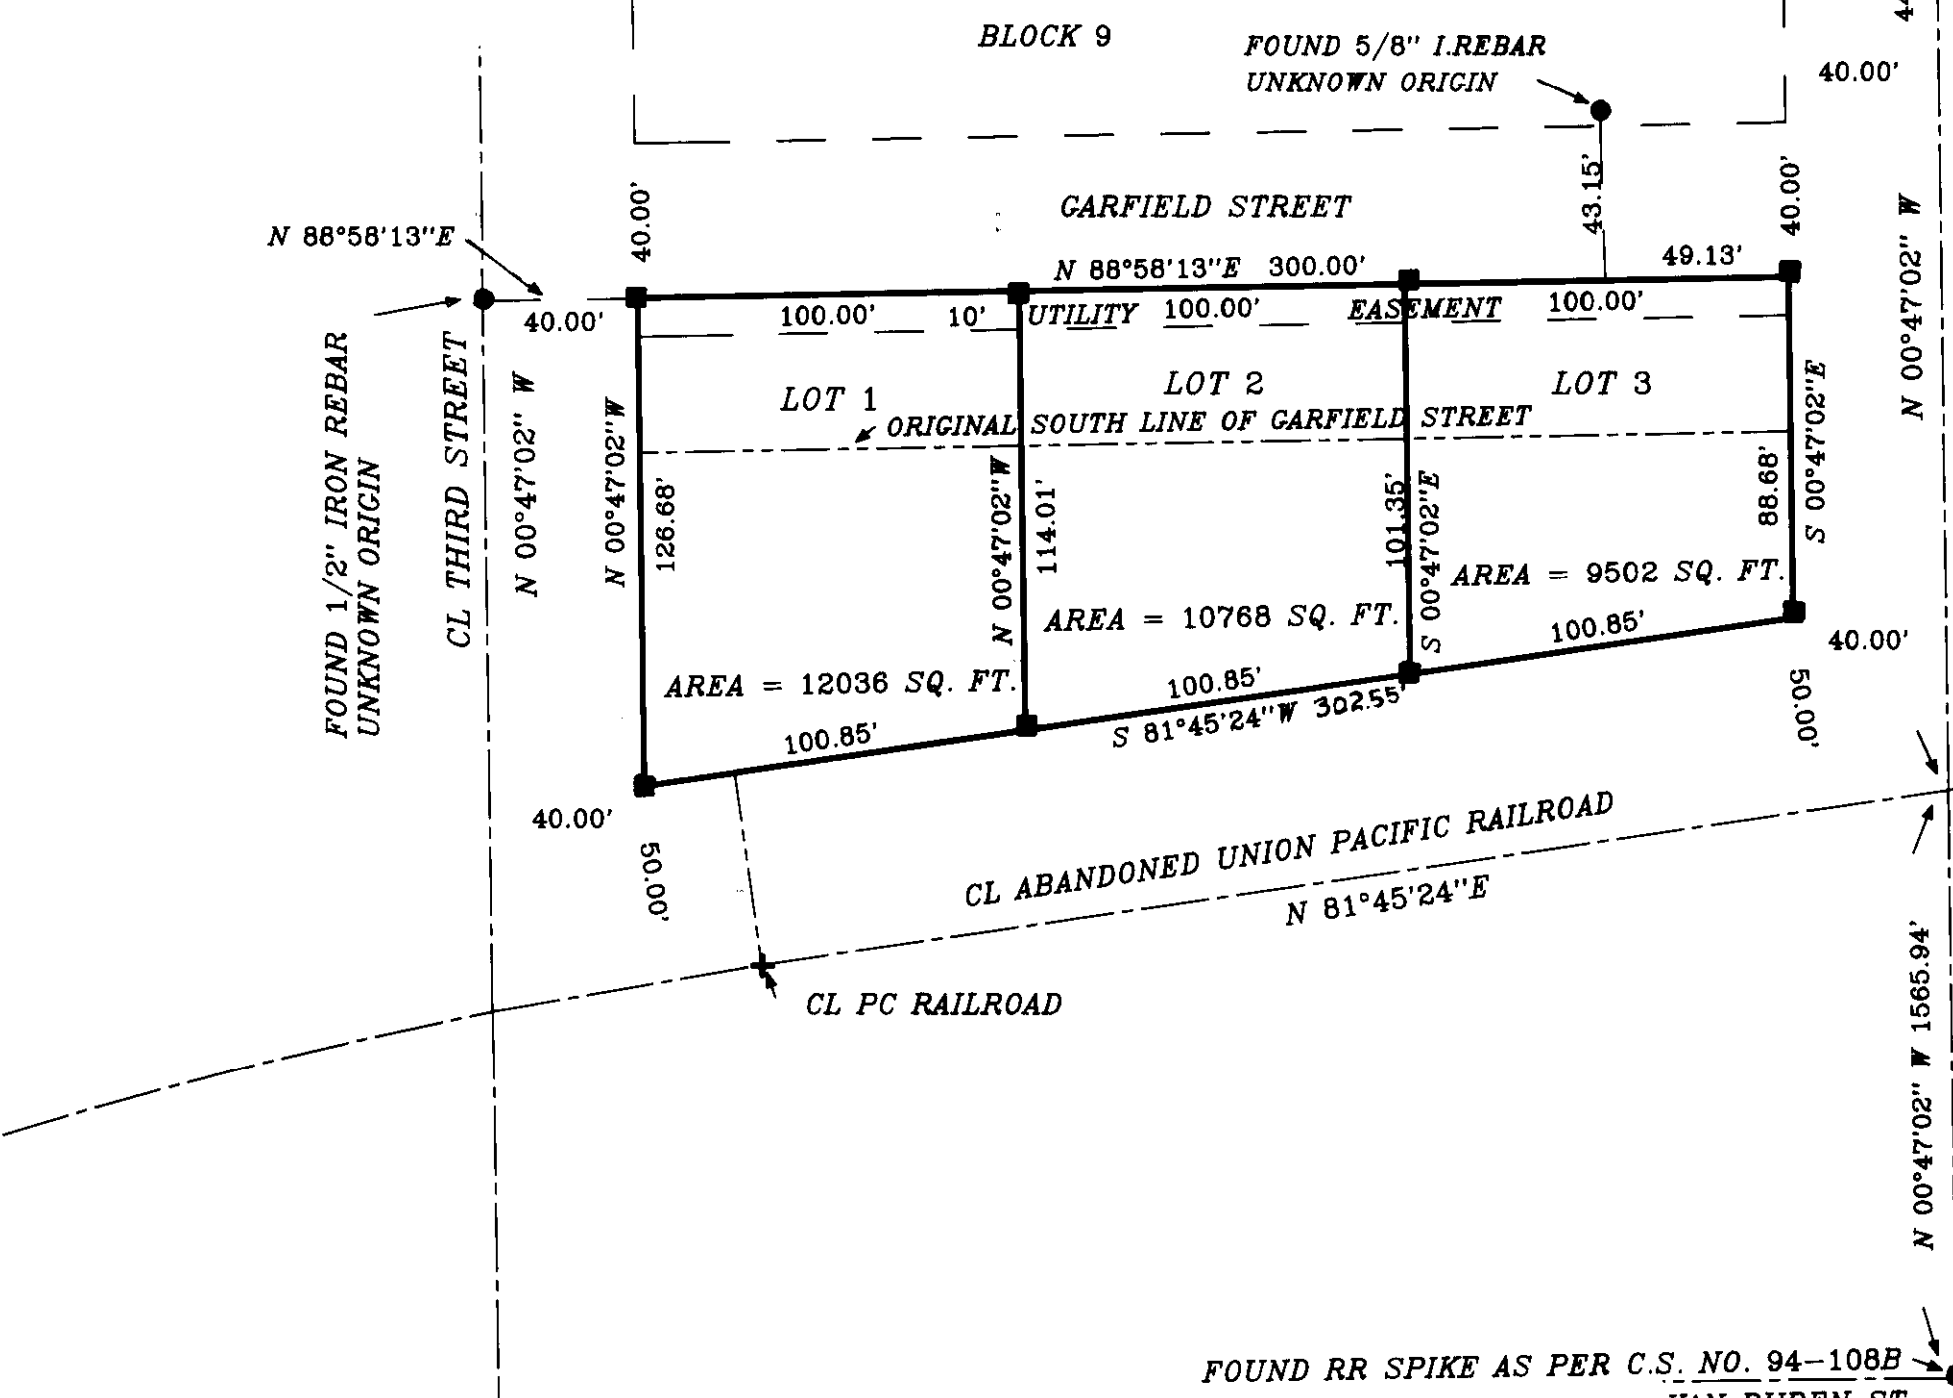 BLOCK 9
FOUND 5/8" I.REBAR
UNKNOWN ORIGIN
40.00'
44
40.00'
GARFIELD STREET
43.15'
40.00'
N 00°47'02" W
N 88°58'13"E
N 88°58'13"E 300.00'
49.13'
40.00'
100.00'
10' UTILITY
100.00'
EASEMENT
100.00'
FOUND 1/2" IRON REBAR
UNKNOWN ORIGIN
CL THIRD STREET
N 00°47'02" W
N 00°47'02"W
126.68'
LOT 1
LOT 2
LOT 3
ORIGINAL SOUTH LINE OF GARFIELD STREET
N 00°47'02"W
114.01'
101.35'
S 00°47'02"E
88.68'
S 00°47'02"E
AREA = 12036 SQ. FT.
AREA = 10768 SQ. FT.
AREA = 9502 SQ. FT.
100.85'
100.85'
100.85'
S 81°45'24"W 302.55'
40.00'
40.00'
50.00'
50.00'
CL ABANDONED UNION PACIFIC RAILROAD
N 81°45'24"E
CL PC RAILROAD
N 00°47'02" W 1565.94'
FOUND RR SPIKE AS PER C.S. NO. 94-108B